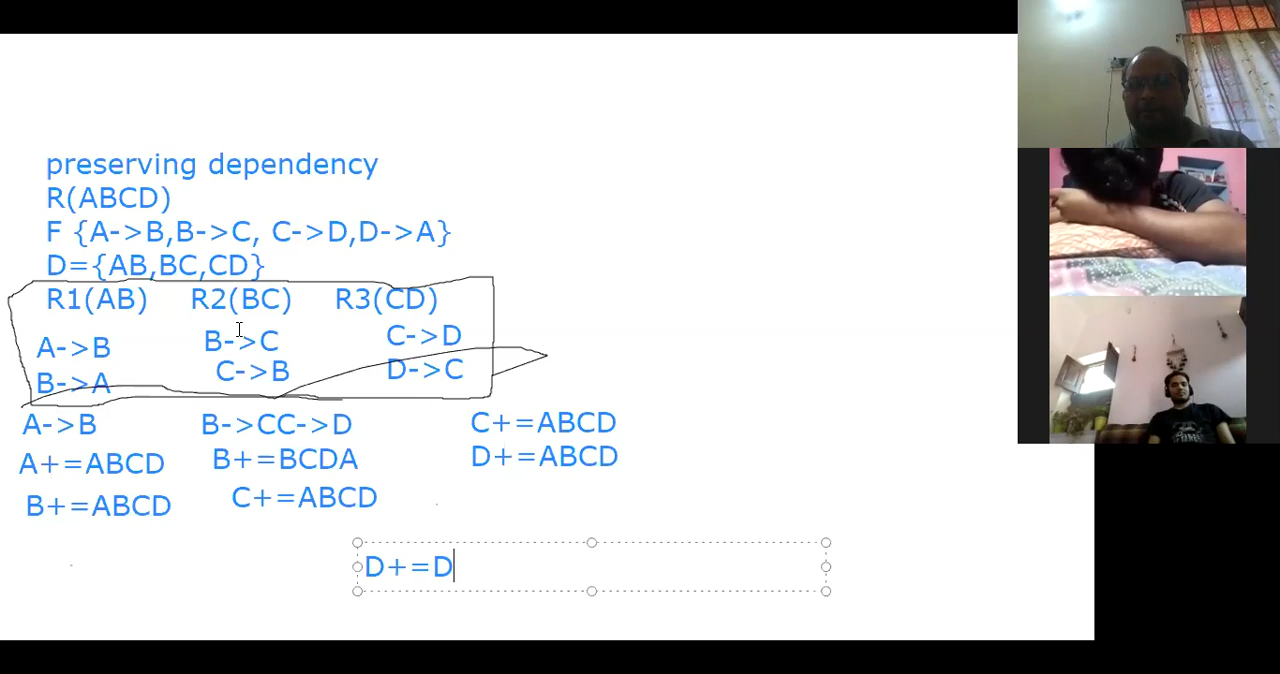 preserving dependency
R(ABCD)
F {A->B,B->C, C->D,D->A}
D={AB,BC,CD}
R1(AB) R2(BC) R3(CD)
A->B B->C C->D
B->A C->B D->C
A->B B->CC->D C+=ABCD
A+=ABCD B+=BCDA D+=ABCD
B+=ABCD C+=ABCD
D+=D